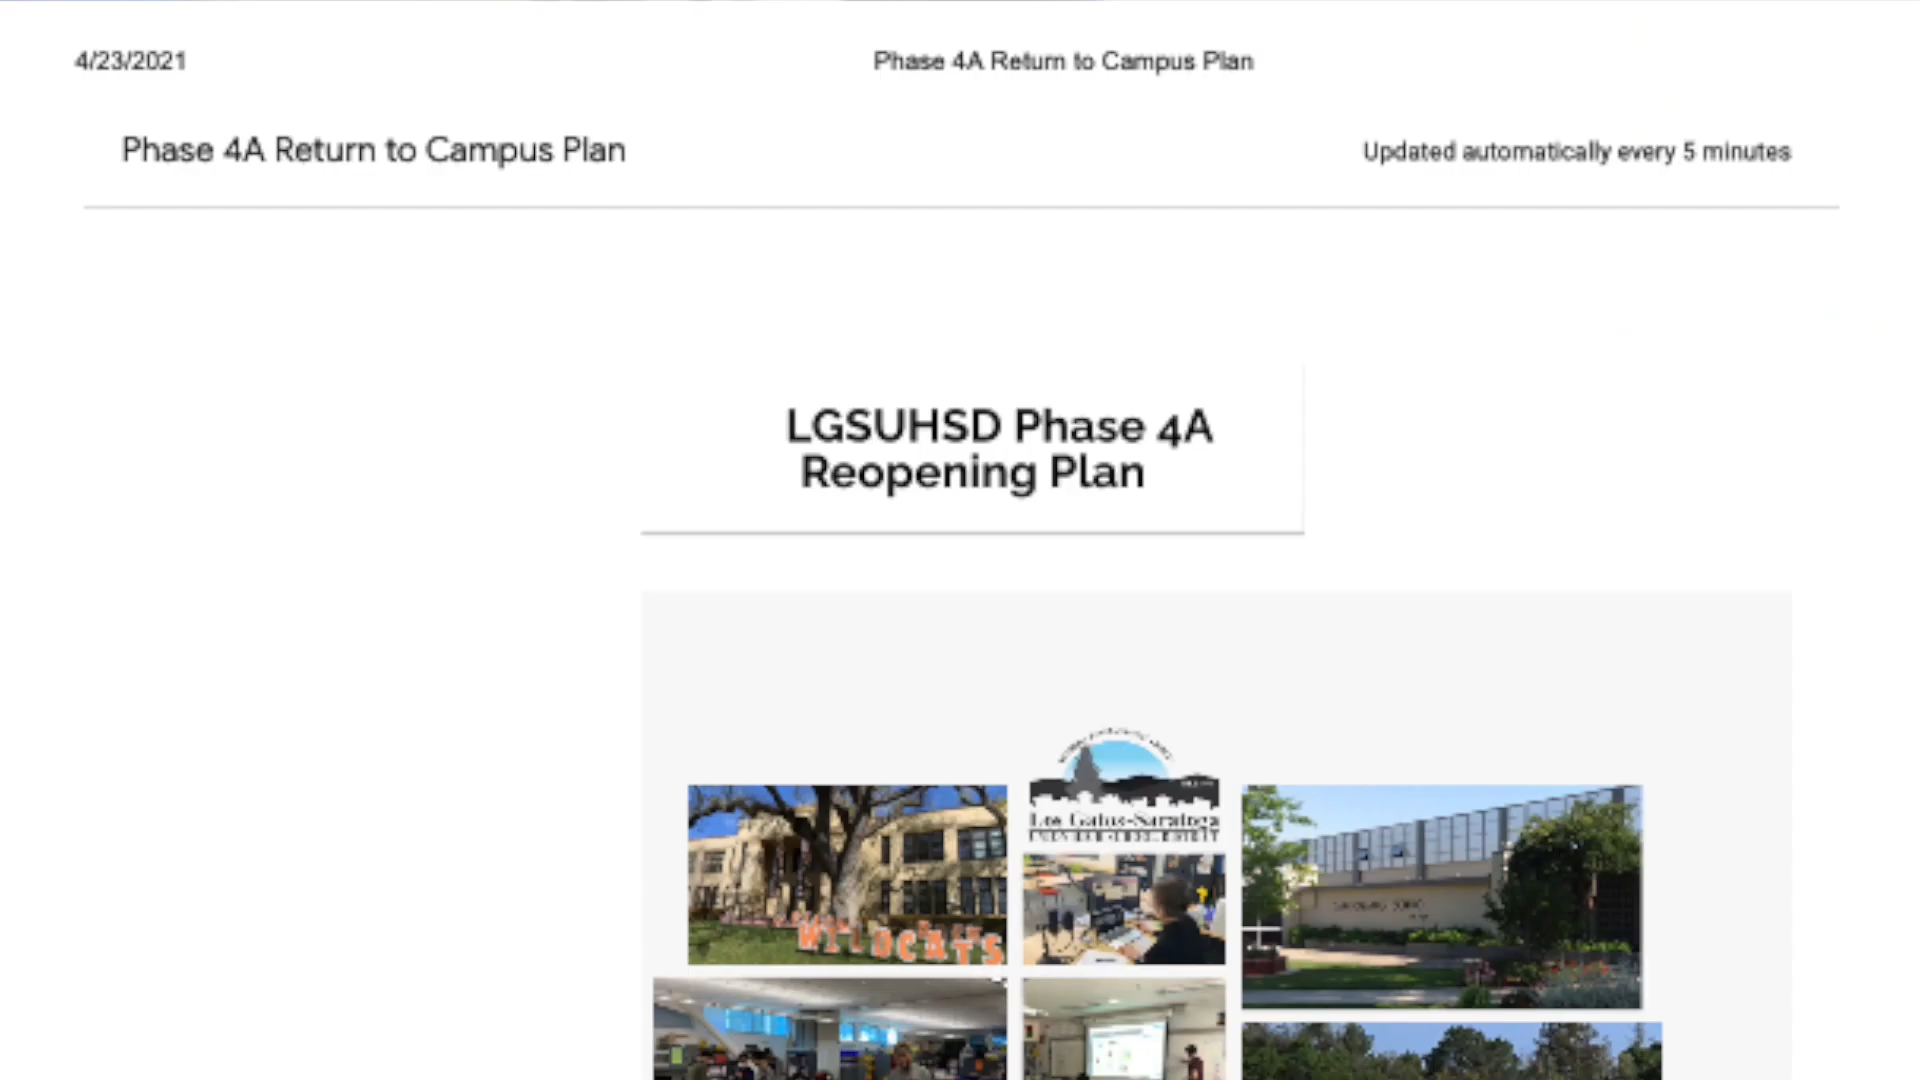 4/23/2021
Phase 4A Return to Campus Plan
Phase 4A Return to Campus Plan
Updated automatically every 5 minutes
LGSUHSD Phase 4A
Reopening Plan
Los Gatos-Saratoga
WILDCATS